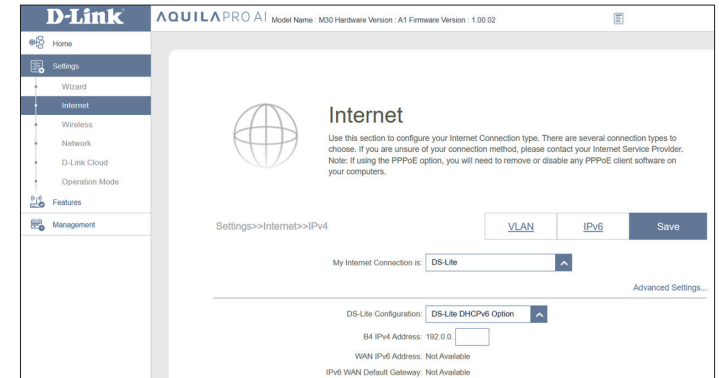 D-Link
AQUILA PRO AI Model Name : M30 Hardware Version : A1 Firmware Version : 1.00.02
Home
Settings
Wizard
Internet
Wireless
Network
D-Link Cloud
Operation Mode
Features
Management
Internet
Use this section to configure your Internet Connection type. There are several connection types to
choose. If you are unsure of your connection method, please contact your Internet Service Provider.
Note: If using the PPPoE option, you will need to remove or disable any PPPoE client software on
your computers.
Settings>>Internet>>IPv4 VLAN IPv6 Save
My Internet Connection is: DS-Lite
Advanced Settings...
DS-Lite Configuration: DS-Lite DHCPv6 Option
B4 IPv4 Address: 192.0.0.
WAN IPv6 Address: Not Available
IPv6 WAN Default Gateway: Not Available